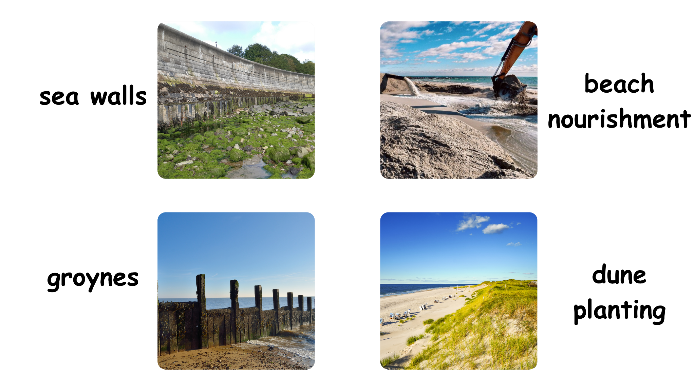 sea walls
beach
nourishment
groynes
dune
planting